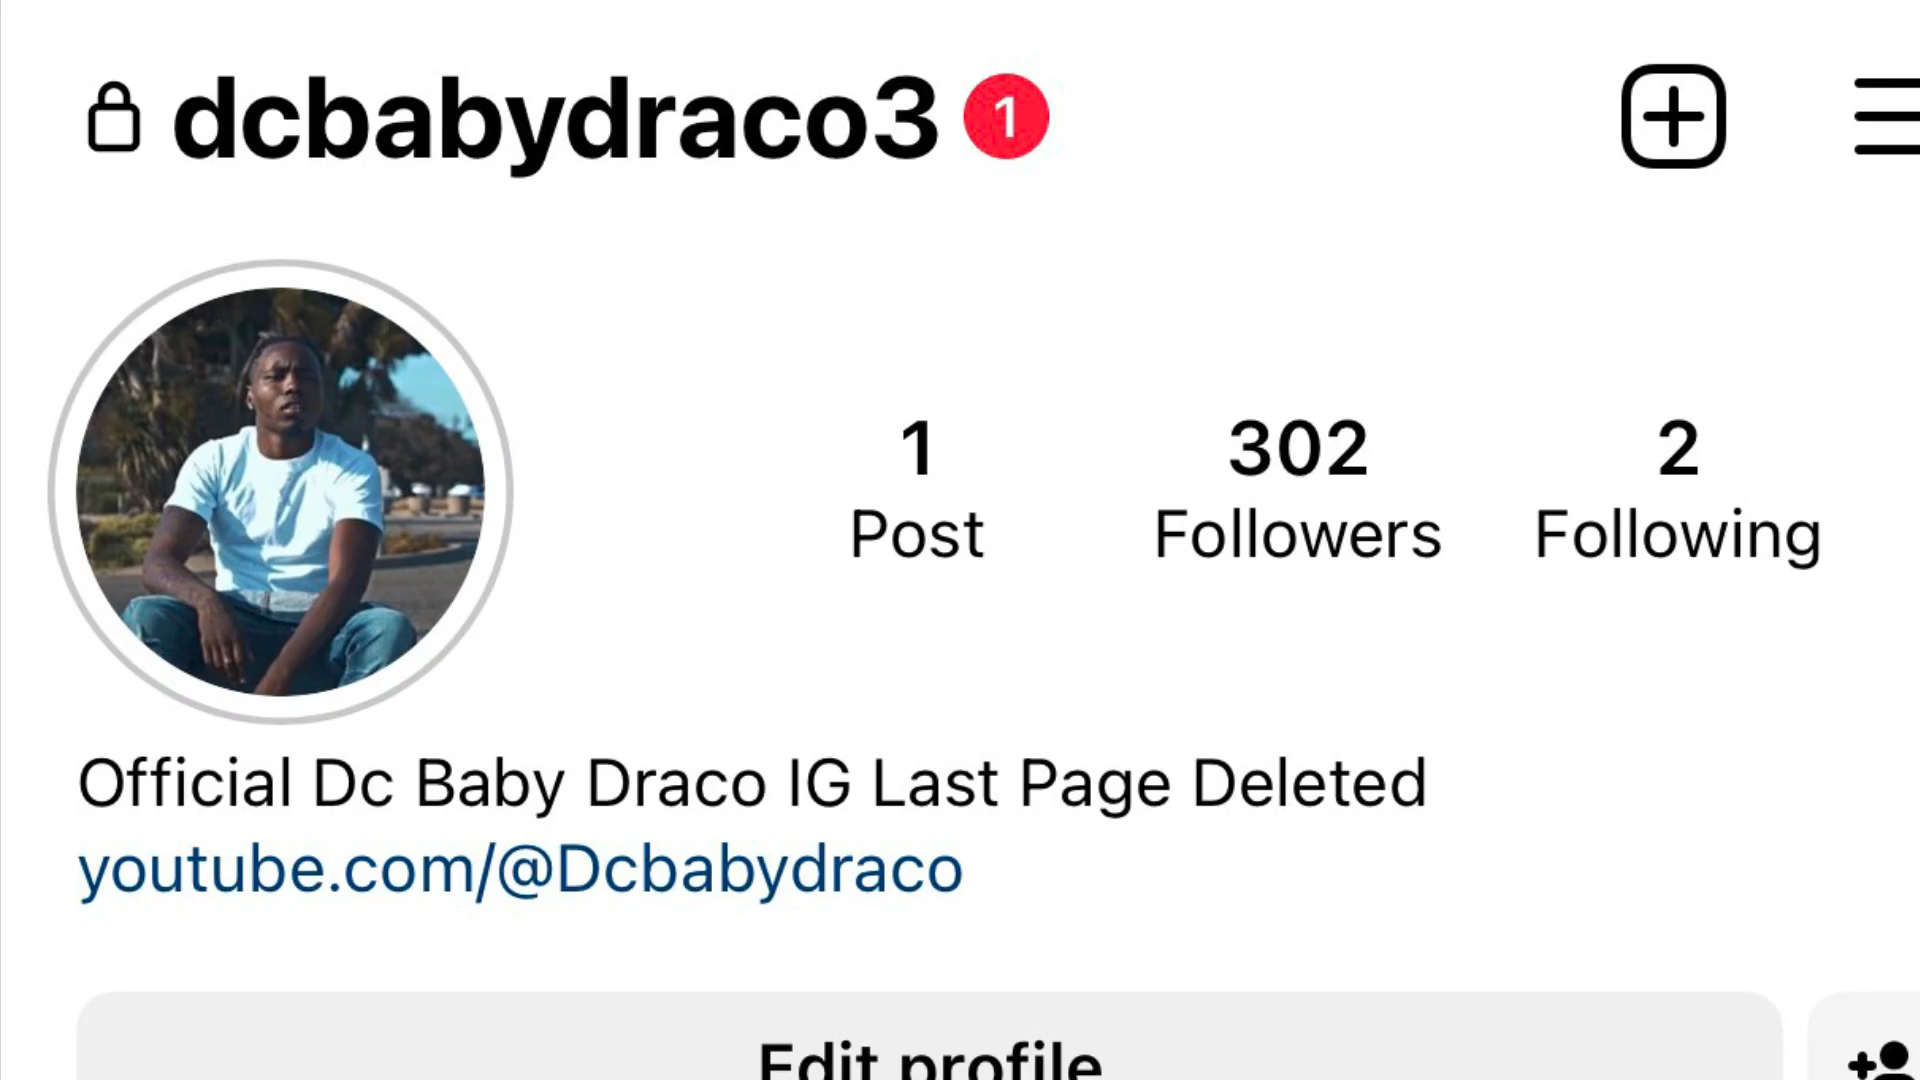 dcbabydraco3 1
1 302 2
Post Followers Following
Official Dc Baby Draco IG Last Page Deleted
youtube.com/@Dcbabydraco
Edit profile